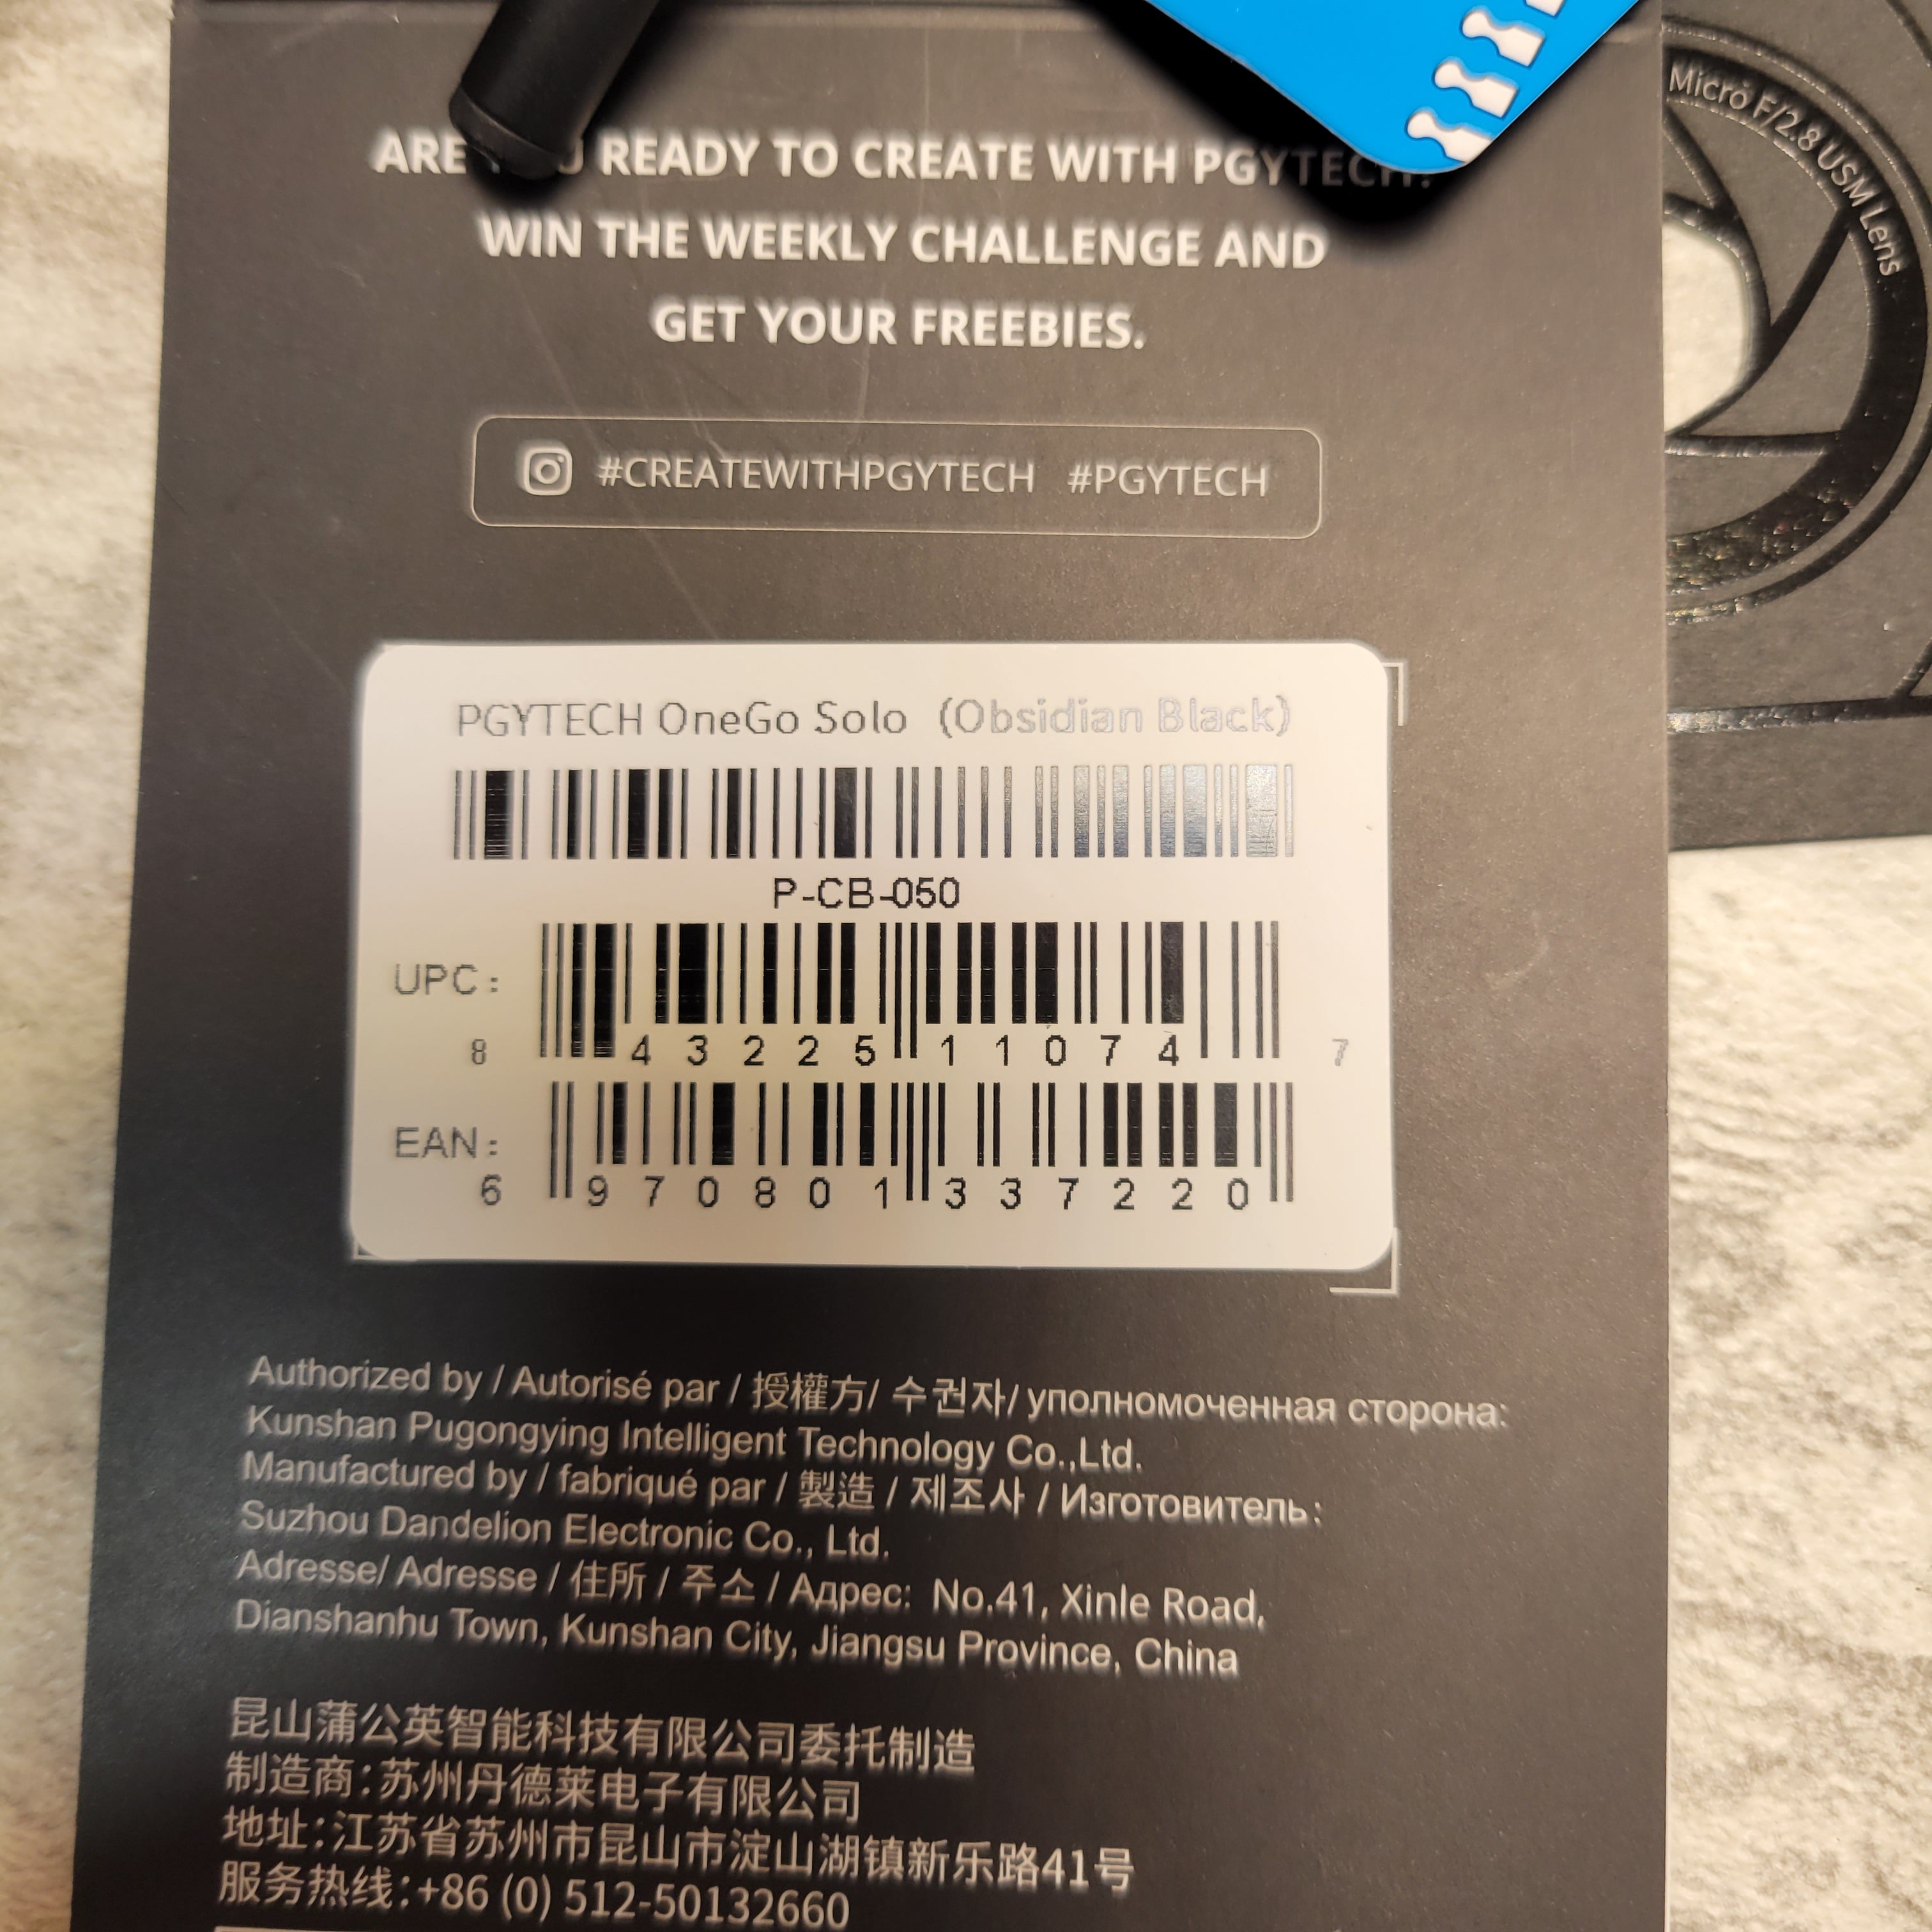 ARE YOU READY TO CREATE WITH PGYTECH?
WIN THE WEEKLY CHALLENGE AND
GET YOUR FREEBIES.
#CREATEWITHPGYTECH #PGYTECH
Micro F/2.8 USM Lens
PGYTECH OneGo Solo (Obsidian Black)
P-CB-050
UPC:
8 43225 11074 7
EAN:
6 970801 337220
Authorized by / Autorisé par / 授權方/ 수권자/ уполномоченная сторона:
Kunshan Pugongying Intelligent Technology Co.,Ltd.
Manufactured by / fabriqué par / 製造 / 제조사 / Изготовитель:
Suzhou Dandelion Electronic Co., Ltd.
Adresse/ Adresse / 住所 / 주소 / Адрес: No.41, Xinle Road,
Dianshanhu Town, Kunshan City, Jiangsu Province, China
昆山蒲公英智能科技有限公司委托制造
制造商:苏州丹德莱电子有限公司
地址:江苏省苏州市昆山市淀山湖镇新乐路41号
服务热线:+86 (0) 512-50132660